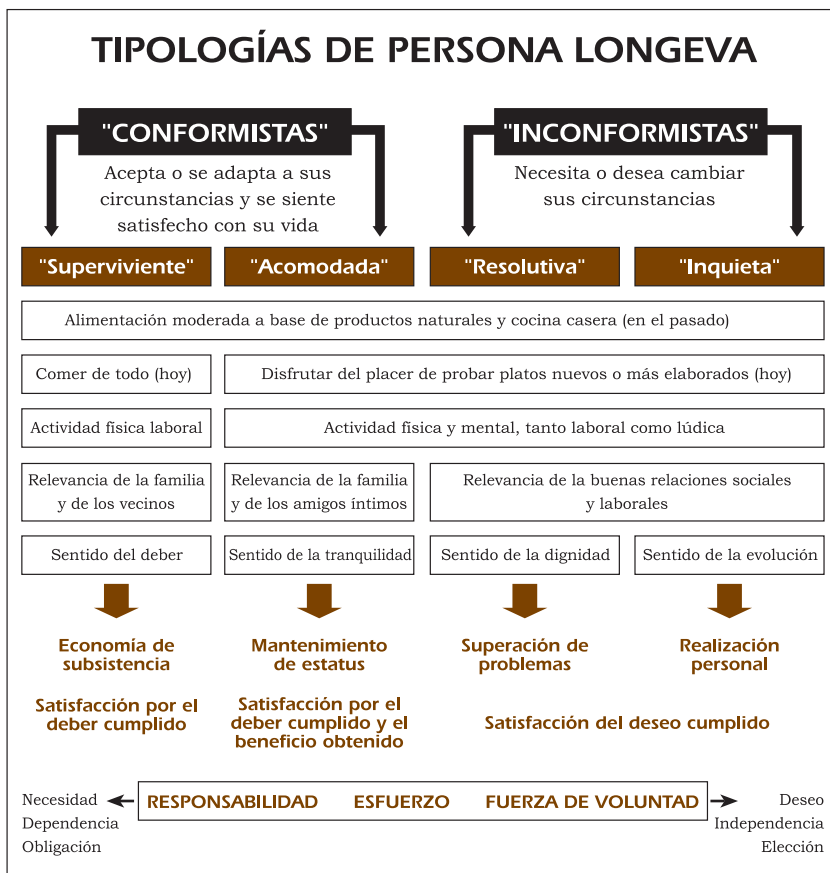 TIPOLOGÍAS DE PERSONA LONGEVA
"CONFORMISTAS"
Acepta o se adapta a sus
circunstancias y se siente
satisfecho con su vida
"INCONFORMISTAS"
Necesita o desea cambiar
sus circunstancias
"Superviviente"
"Acomodada"
"Resolutiva"
"Inquieta"
Alimentación moderada a base de productos naturales y cocina casera (en el pasado)
Comer de todo (hoy)
Disfrutar del placer de probar platos nuevos o más elaborados (hoy)
Actividad física laboral
Actividad física y mental, tanto laboral como lúdica
Relevancia de la familia
y de los vecinos
Relevancia de la familia
y de los amigos íntimos
Relevancia de la buenas relaciones sociales
y laborales
Sentido del deber
Sentido de la tranquilidad
Sentido de la dignidad
Sentido de la evolución
Economía de
subsistencia
Mantenimiento
de estatus
Superación de
problemas
Realización
personal
Satisfacción por el
deber cumplido
Satisfacción por el
deber cumplido y el
beneficio obtenido
Satisfacción del deseo cumplido
Necesidad
Dependencia
Obligación
RESPONSABILIDAD ESFUERZO FUERZA DE VOLUNTAD
Deseo
Independencia
Elección